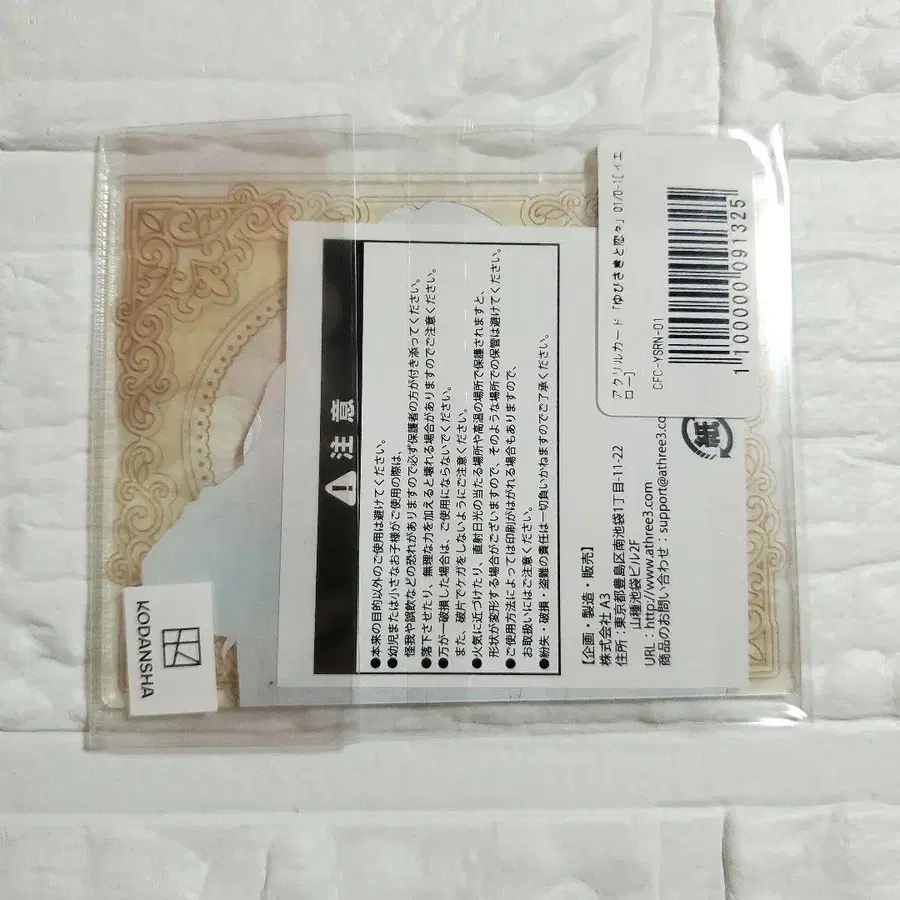 アクリルカード「ゆびさきと恋々」01/D-1[イエ
ロー]
CFC-YSRN-01
1100000091325
注意
●本来の目的以外のご使用は避けてください。
●幼児または小さなお子様がご使用の際は、
怪我や誤飲などの恐れがありますので必ず保護者の方が付き添ってください。
●落下させたり、無理な力を加えると壊れる場合がありますのでご注意ください。
●万が一破損した場合は、ご使用にならないでください。
また、破片でケガをしないようにご注意ください。
●火気に近づけたり、直射日光の当たる場所や高温の場所で保護されますと、
形状が変形する場合がございますので、そのような場所での保管は避けてください。
●ご使用方法によっては印刷がはがれる場合もありますので、
お取扱いにはご注意ください。
●紛失・破損・盗難の責任は一切負いかねますのでご了承ください。
【企画・製造・販売】
株式会社 A3
住所:東京都豊島区南池袋1丁目-11-22
山種池袋ビル2F
URL:http://www.athree3.com
商品のお問い合わせ:support@athree3.co
紙
KODANSHA